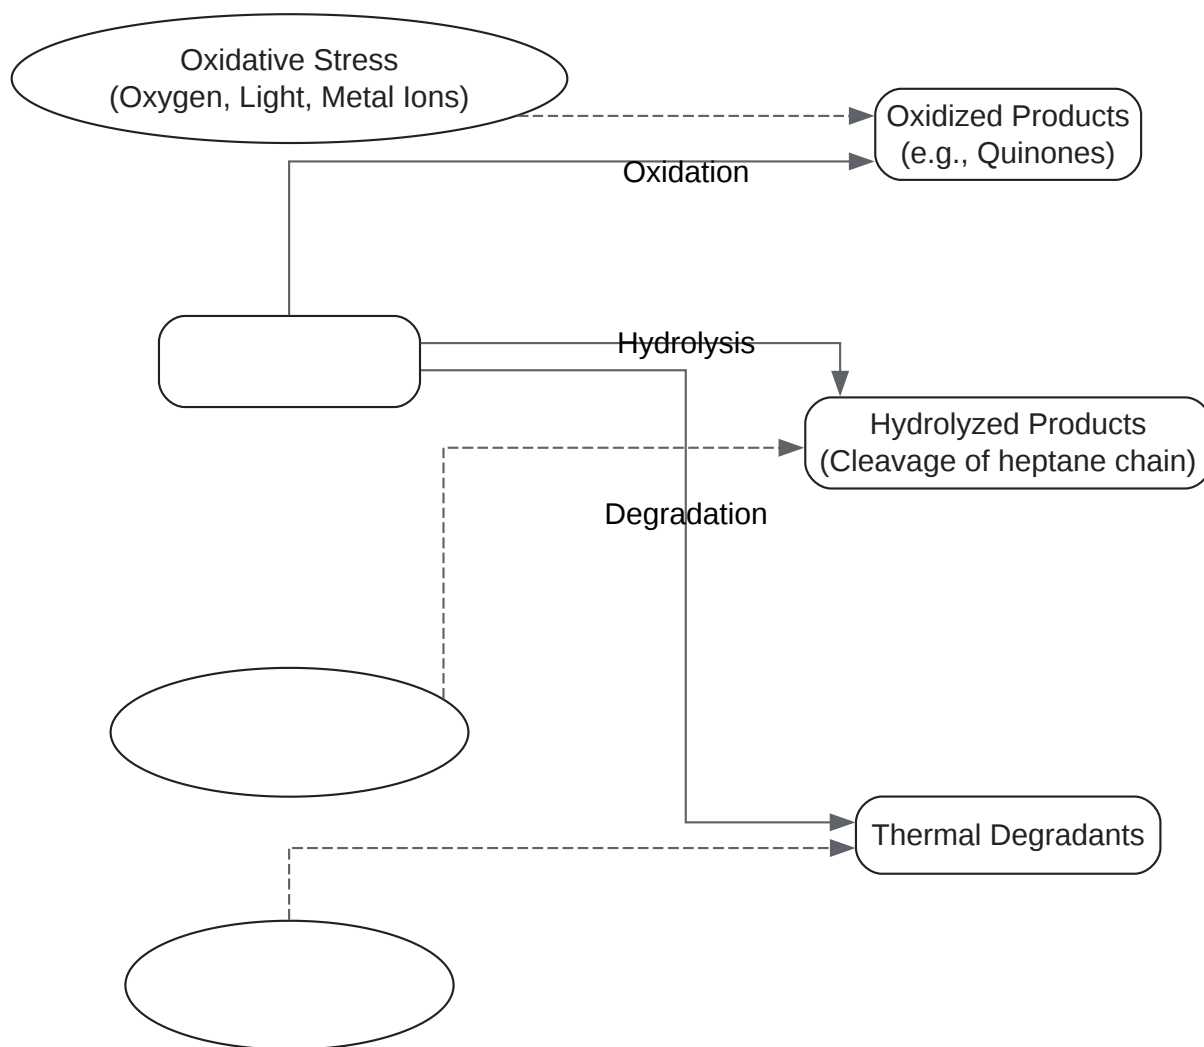 Oxidative Stress
(Oxygen, Light, Metal Ions)
Oxidized Products
(e.g., Quinones)
Oxidation
Hydrolysis
Hydrolyzed Products
(Cleavage of heptane chain)
Degradation
Thermal Degradants